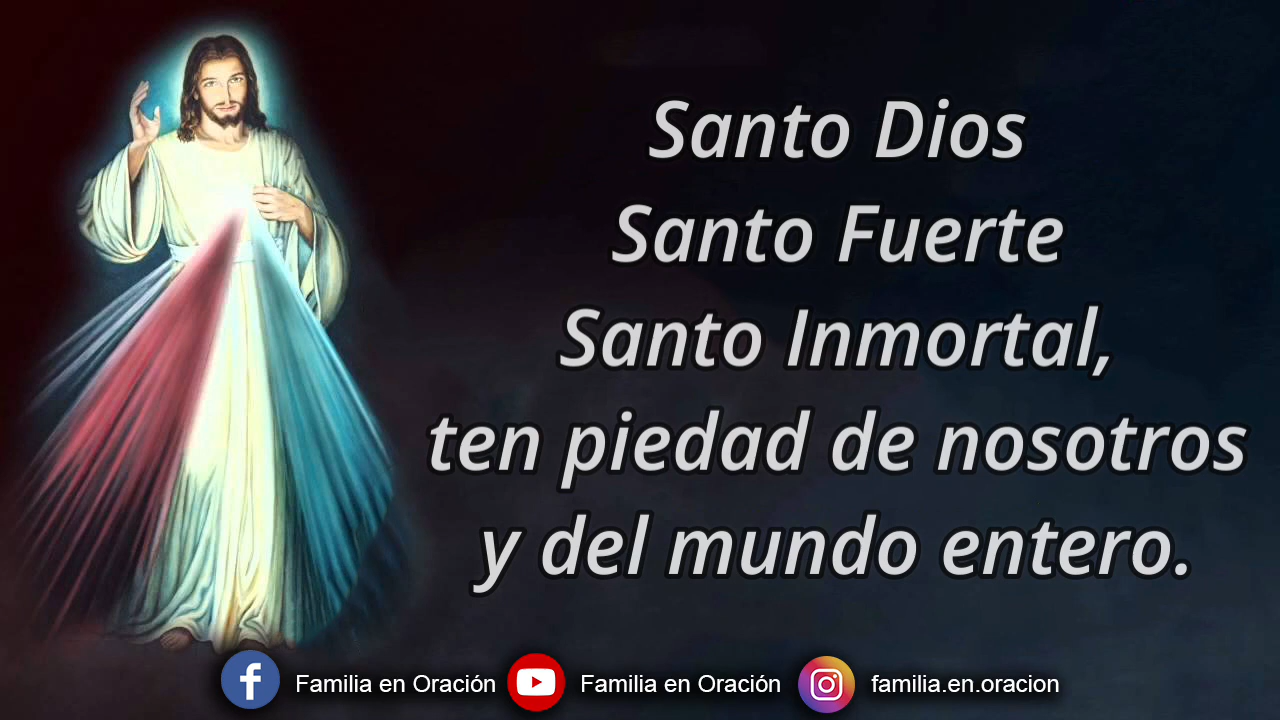 Santo Dios
Santo Fuerte
Santo Inmortal,
ten piedad de nosotros
y del mundo entero.
Familia en Oración Familia en Oración familia.en.oracion